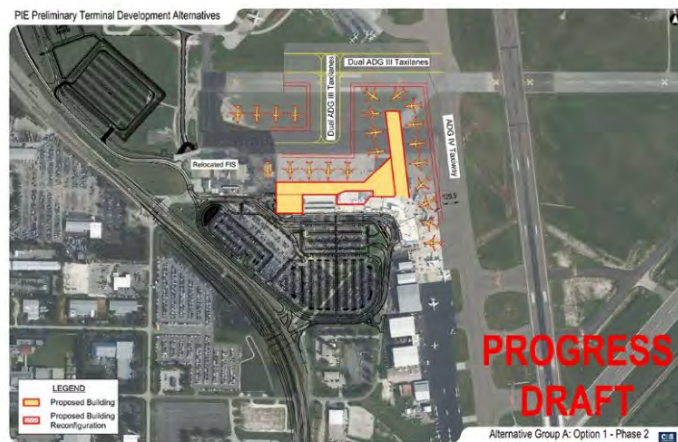 PIE Preliminary Terminal Development Alternatives
Dual ADG III Taxilanes
Dual ADG III Taxilanes
ADG IV Taxiway
Relocated FIS
LEGEND
Proposed Building
Proposed Building
Reconfiguration
PROGRESS
DRAFT
Alternative Group A: Option 1 - Phase 2